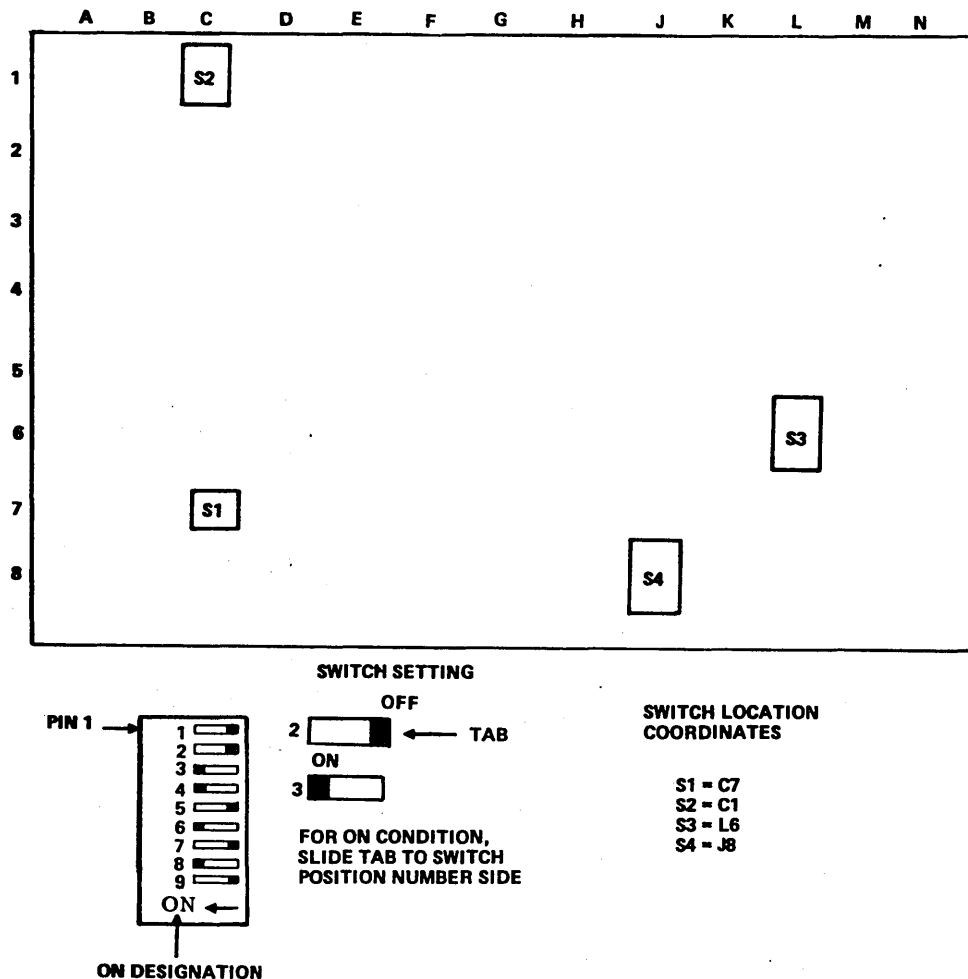 A B C D E F G H J K L M N
1
S2
2
3
4
5
6
S3
7
S1
8
S4
SWITCH SETTING
OFF
PIN 1
1
2
3
4
5
6
7
8
9
ON
ON DESIGNATION
2
TAB
ON
3
FOR ON CONDITION,
SLIDE TAB TO SWITCH
POSITION NUMBER SIDE
SWITCH LOCATION
COORDINATES
S1 = C7
S2 = C1
S3 = L6
S4 = J8